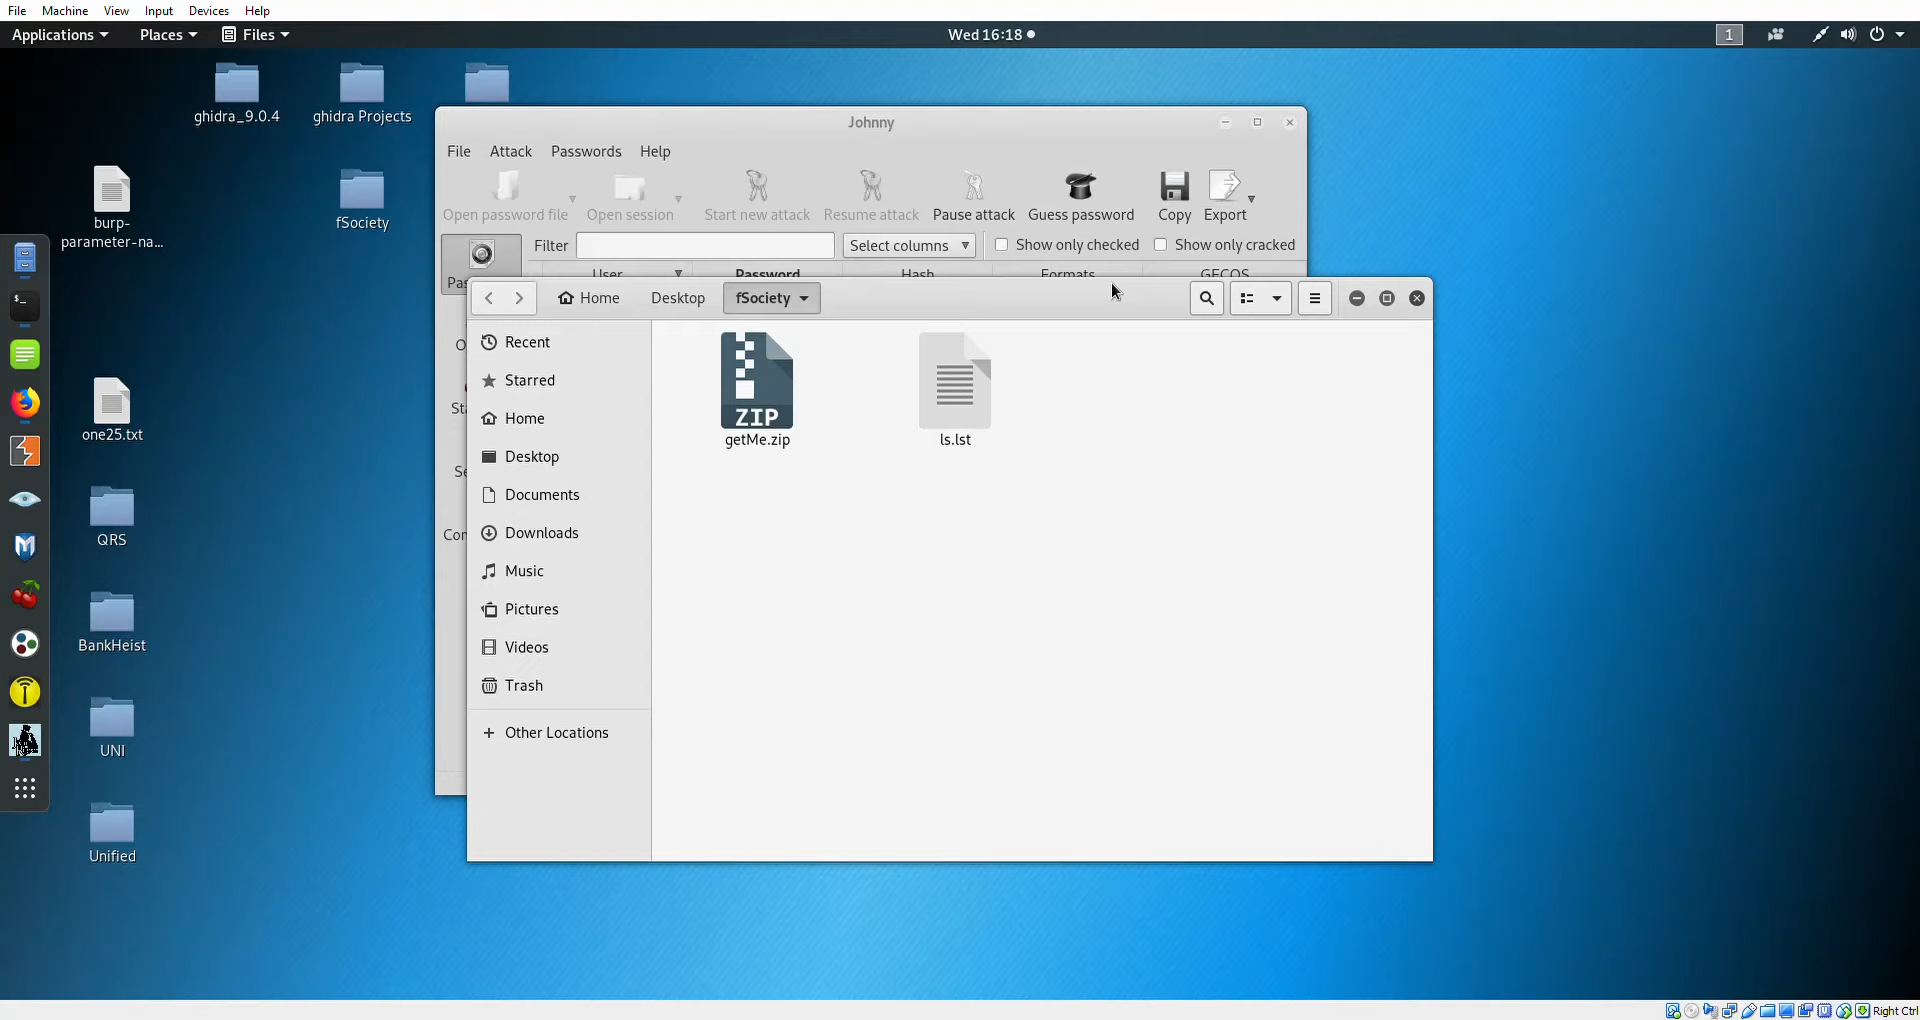 File Machine View Input Devices Help
Applications Places Files Wed 16:18 1
ghidra_9.0.4
ghidra Projects
burp-
parameter-na...
fSociety
one25.txt
QRS
BankHeist
UNI
Unified
Johnny
File Attack Passwords Help
Open password file Open session Start new attack Resume attack Pause attack Guess password Copy Export
Filter Select columns Show only checked Show only cracked
User Password Hash Formats GECOS
Home Desktop fSociety
Recent
Starred
Home
Desktop
Documents
Downloads
Music
Pictures
Videos
Trash
+ Other Locations
ZIP
getMe.zip
ls.lst
Right Ctrl